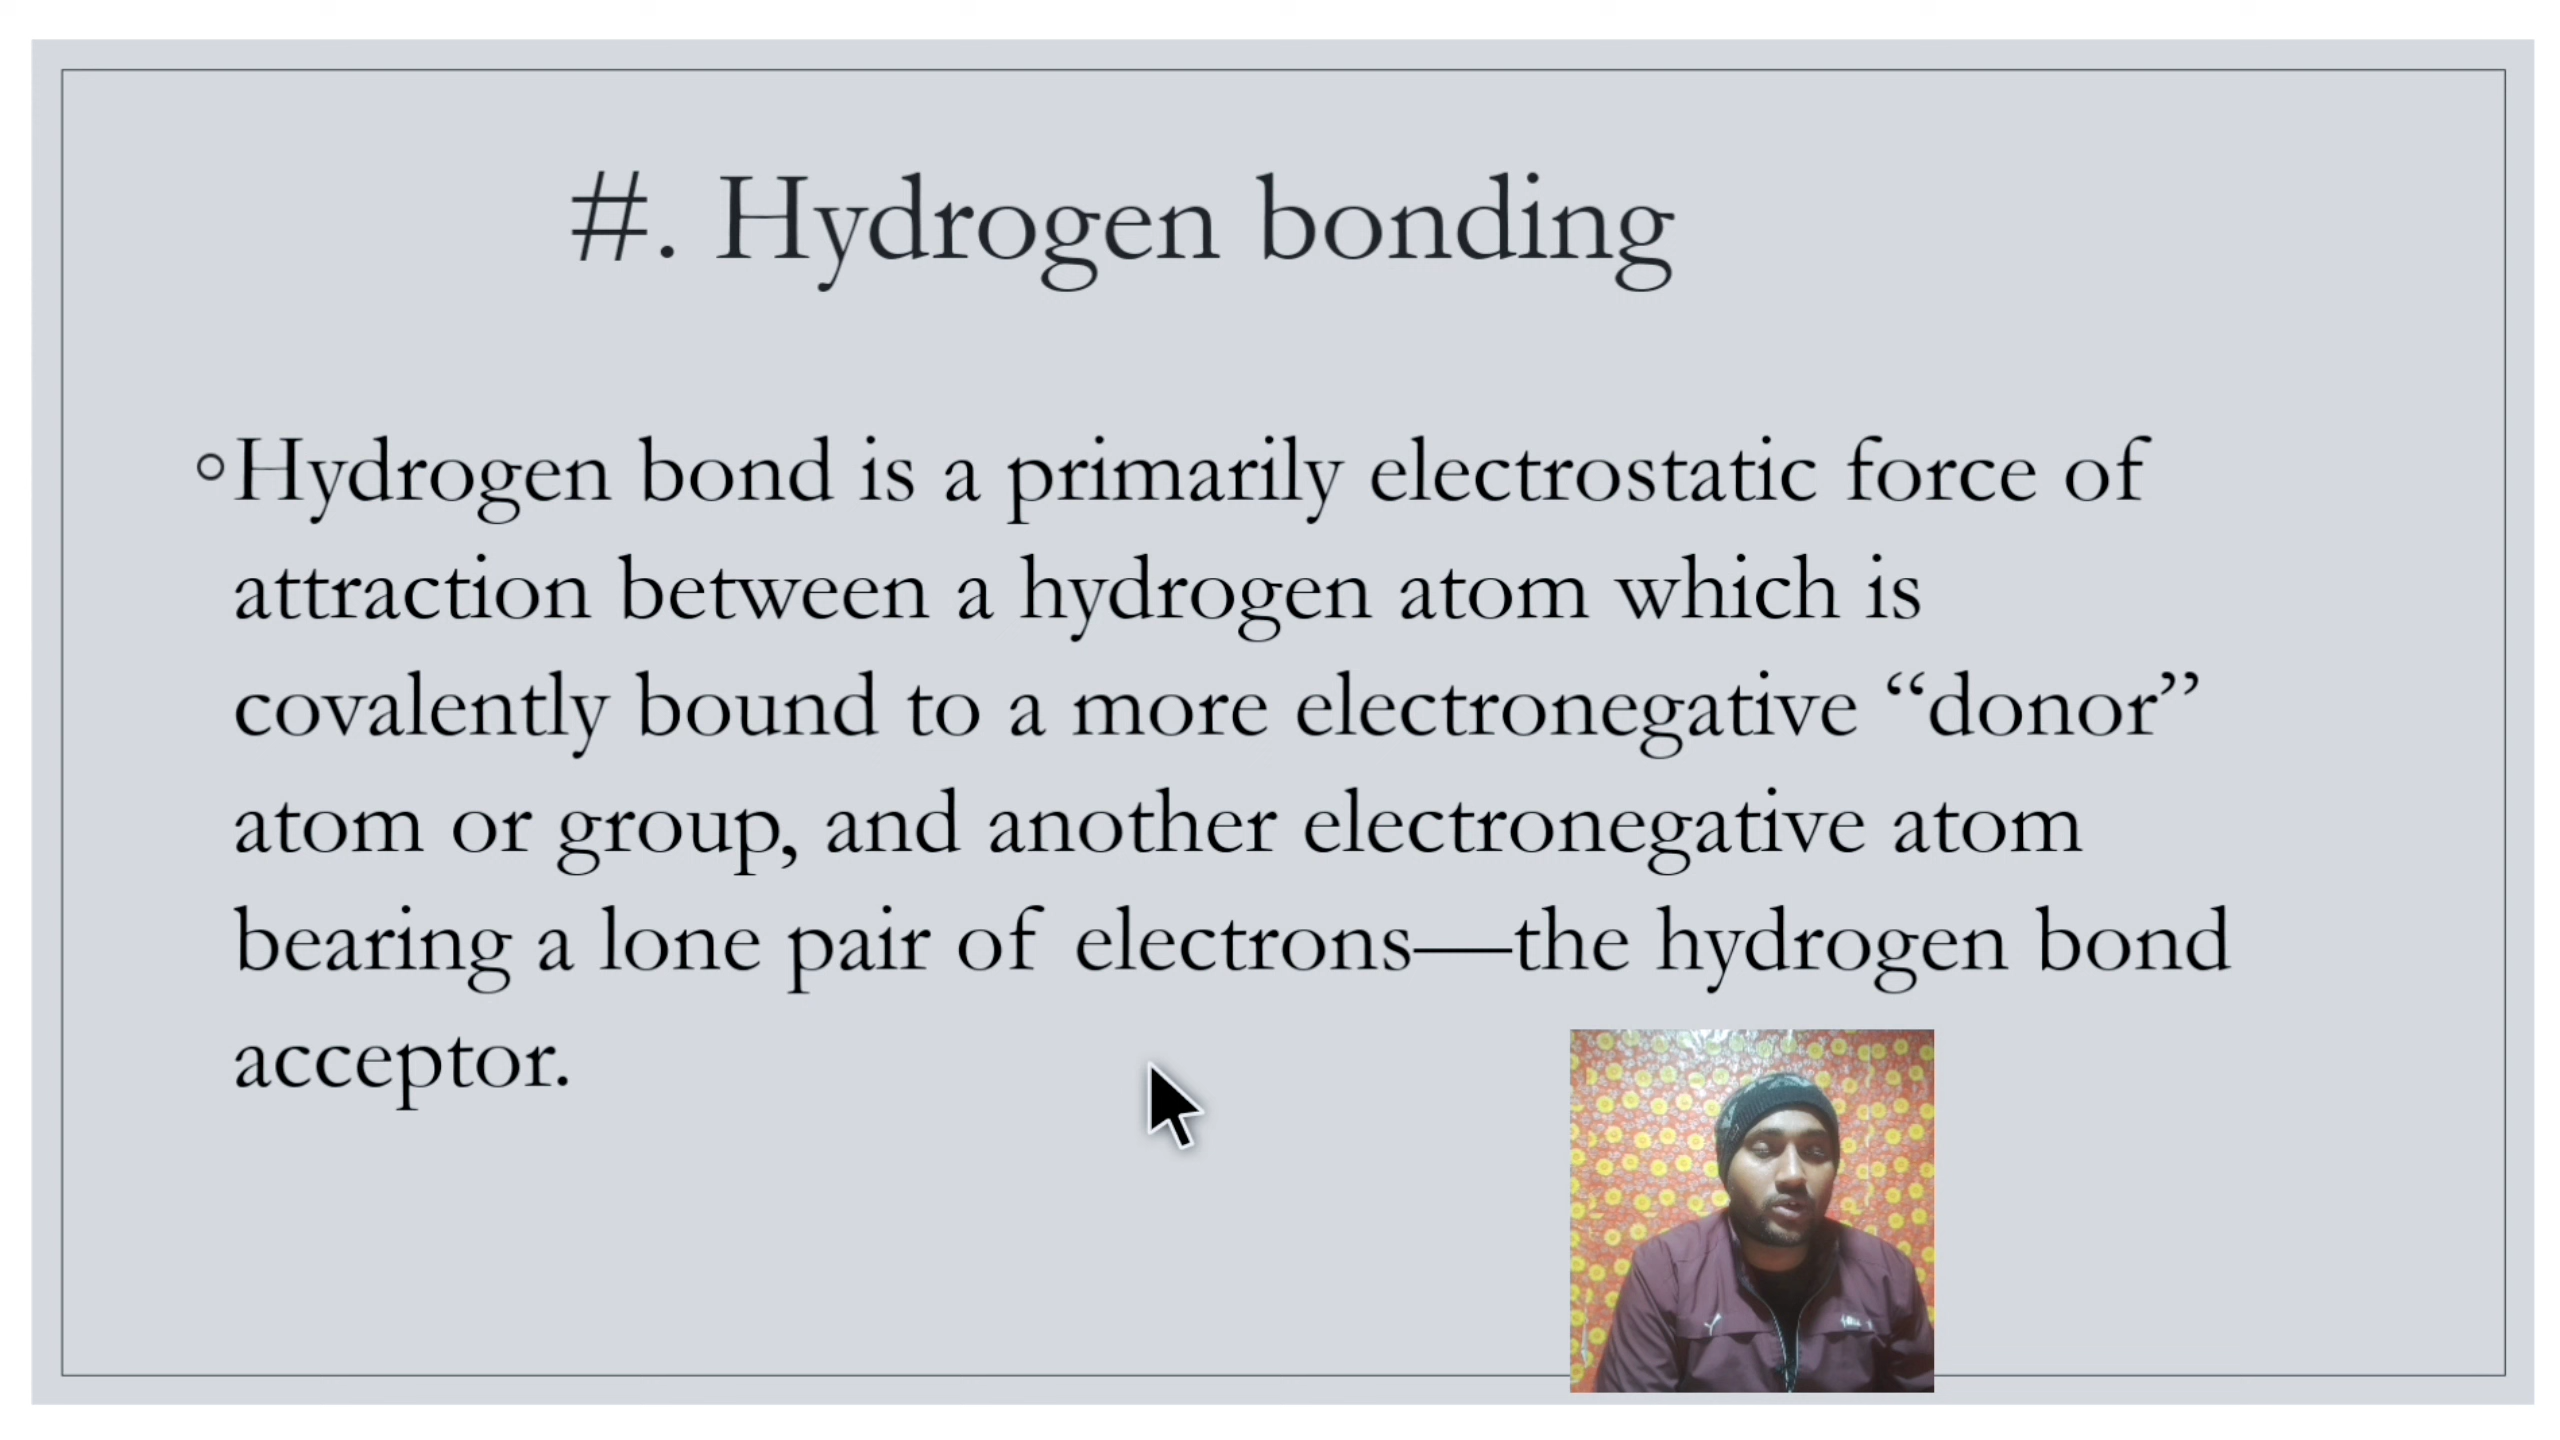 #. Hydrogen bonding
◦Hydrogen bond is a primarily electrostatic force of
attraction between a hydrogen atom which is
covalently bound to a more electronegative “donor”
atom or group, and another electronegative atom
bearing a lone pair of electrons—the hydrogen bond
acceptor.